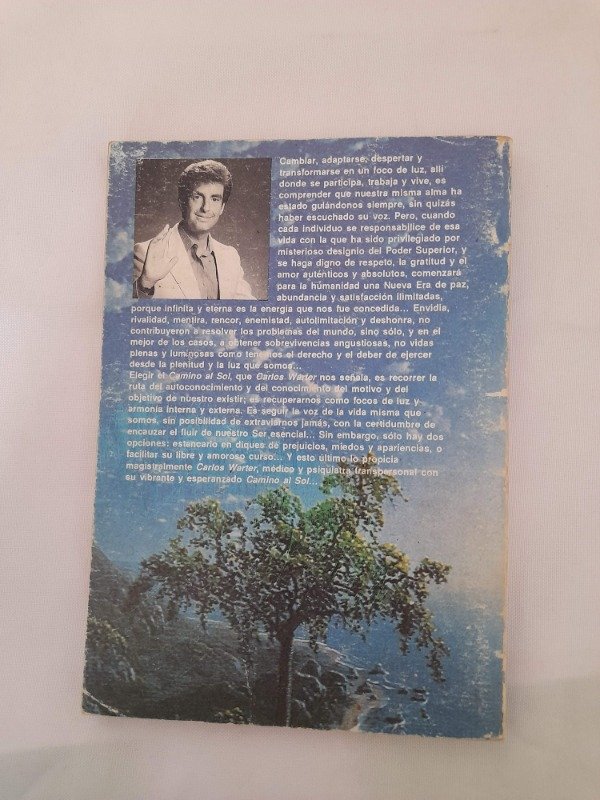 Cambiar, adaptarse, despertar y
transformarse en un foco de luz, allí
donde se participa, trabaja y vive, es
comprender que nuestra misma alma ha
estado guiándonos siempre, sin quizás
haber escuchado su voz. Pero, cuando
cada individuo se responsabilice de esa
vida con la que ha sido privilegiado por
misterioso designio del Poder Superior, y
se haga digno de respeto, la gratitud y el
amor auténticos y absolutos, comenzará
para la humanidad una Nueva Era de paz,
abundancia y satisfacción ilimitadas,
porque infinita y eterna es la energía que nos fue concedida... Envidia,
rivalidad, mentira, rencor, enemistad, autolimitación y deshonra, no
contribuyeron a resolver los problemas del mundo, sino sólo, y en el
mejor de los casos, a obtener sobrevivencias angustiosas, no vidas
plenas y luminosas como tenemos el derecho y el deber de ejercer
desde la plenitud y la luz que somos...
Elegir el Camino al Sol, que Carlos Warter nos señala, es recorrer la
ruta del autoconocimiento y del conocimiento del motivo y del
objetivo de nuestro existir; es recuperarnos como focos de luz y
armonía interna y externa. Es seguir la voz de la vida misma que
somos, sin posibilidad de extraviarnos jamás, con la certidumbre de
encauzar el fluir de nuestro Ser esencial... Sin embargo, sólo hay dos
opciones: estancarlo en diques de prejuicios, miedos y apariencias, o
facilitar su libre y amoroso curso... Y esto último lo propicia
magistralmente Carlos Warter, médico y psiquiatra transpersonal con
su vibrante y esperanzado Camino al Sol...